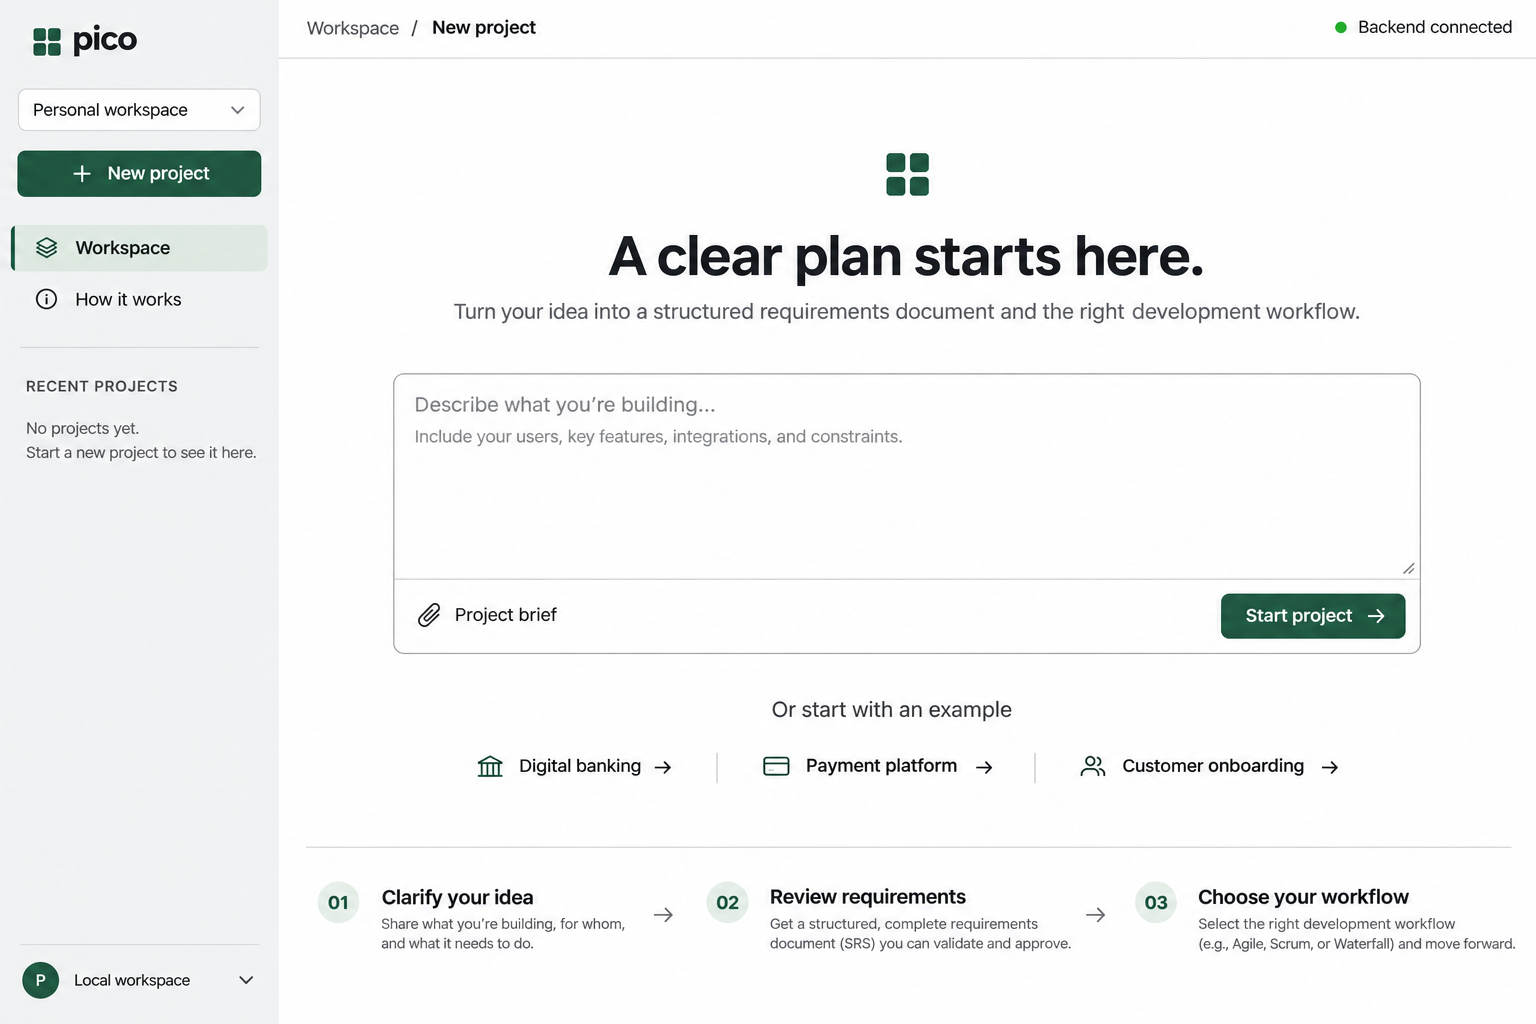 pico
Personal workspace
New project
Workspace
How it works
RECENT PROJECTS
No projects yet.
Start a new project to see it here.
P
Local workspace
Workspace / New project
Backend connected
A clear plan starts here.
Turn your idea into a structured requirements document and the right development workflow.
Describe what you’re building...
Include your users, key features, integrations, and constraints.
Project brief
Start project
Or start with an example
Digital banking
Payment platform
Customer onboarding
01
Clarify your idea
Share what you’re building, for whom,
and what it needs to do.
02
Review requirements
Get a structured, complete requirements
document (SRS) you can validate and approve.
03
Choose your workflow
Select the right development workflow
(e.g., Agile, Scrum, or Waterfall) and move forward.